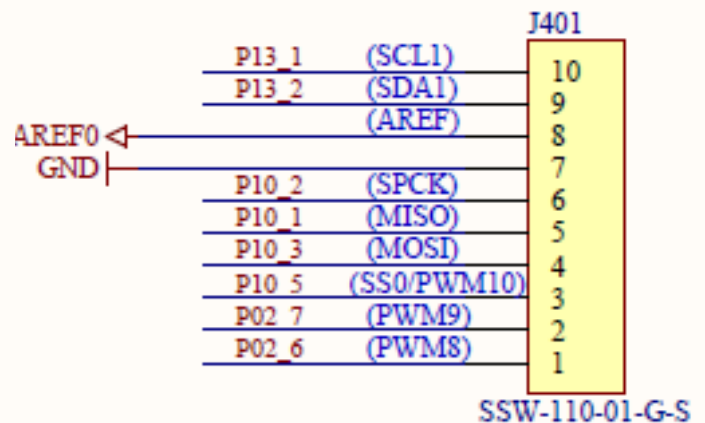 J401
P13_1 (SCL1) 10
P13_2 (SDA1) 9
AREF0 (AREF) 8
GND 7
P10_2 (SPCK) 6
P10_1 (MISO) 5
P10_3 (MOSI) 4
P10_5 (SS0/PWM10) 3
P02_7 (PWM9) 2
P02_6 (PWM8) 1
SSW-110-01-G-S